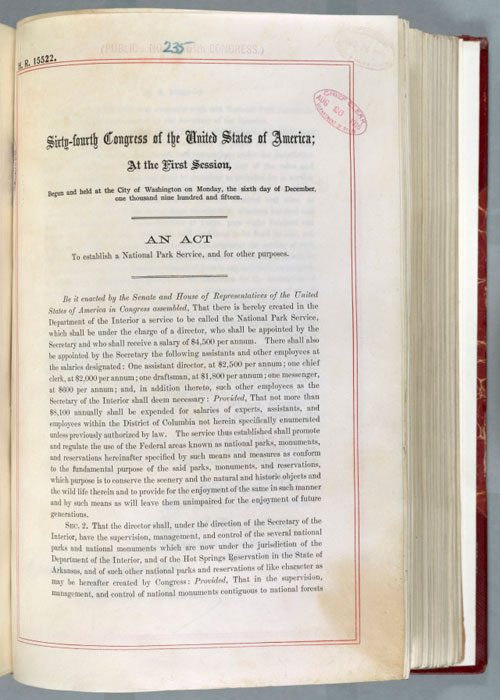 H. R. 15522.
(PUBLIC. NO. 235 64TH CONGRESS.)
CHIEF CLERK
AUG
Sixty-fourth Congress of the United States of America;
At the First Session,
Begun and held at the City of Washington on Monday, the sixth day of December,
one thousand nine hundred and fifteen.
AN ACT
To establish a National Park Service, and for other purposes.
Be it enacted by the Senate and House of Representatives of the United
States of America in Congress assembled, That there is hereby created in the
Department of the Interior a service to be called the National Park Service,
which shall be under the charge of a director, who shall be appointed by the
Secretary and who shall receive a salary of $4,500 per annum. There shall also
be appointed by the Secretary the following assistants and other employees at
the salaries designated: One assistant director, at $2,500 per annum; one chief
clerk, at $2,000 per annum; one draftsman, at $1,800 per annum; one messenger,
at $600 per annum; and, in addition thereto, such other employees as the
Secretary of the Interior shall deem necessary: Provided, That not more than
$8,100 annually shall be expended for salaries of experts, assistants, and
employees within the District of Columbia not herein specifically enumerated
unless previously authorized by law. The service thus established shall promote
and regulate the use of the Federal areas known as national parks, monuments,
and reservations hereinafter specified by such means and measures as conform
to the fundamental purpose of the said parks, monuments, and reservations,
which purpose is to conserve the scenery and the natural and historic objects and
the wild life therein and to provide for the enjoyment of the same in such manner
and by such means as will leave them unimpaired for the enjoyment of future
generations.
SEC. 2. That the director shall, under the direction of the Secretary of the
Interior, have the supervision, management, and control of the several national
parks and national monuments which are now under the jurisdiction of the
Department of the Interior, and of the Hot Springs Reservation in the State of
Arkansas, and of such other national parks and reservations of like character as
may be hereafter created by Congress: Provided, That in the supervision,
management, and control of national monuments contiguous to national forests